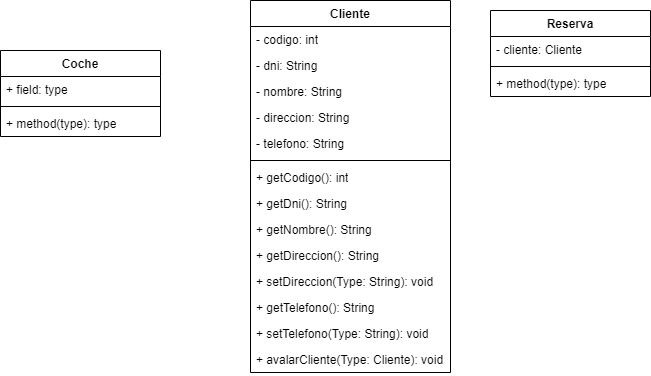 Coche
+ field: type
+ method(type): type
Cliente
- codigo: int
- dni: String
- nombre: String
- direccion: String
- telefono: String
+ getCodigo(): int
+ getDni(): String
+ getNombre(): String
+ getDireccion(): String
+ setDireccion(Type: String): void
+ getTelefono(): String
+ setTelefono(Type: String): void
+ avalarCliente(Type: Cliente): void
Reserva
- cliente: Cliente
+ method(type): type